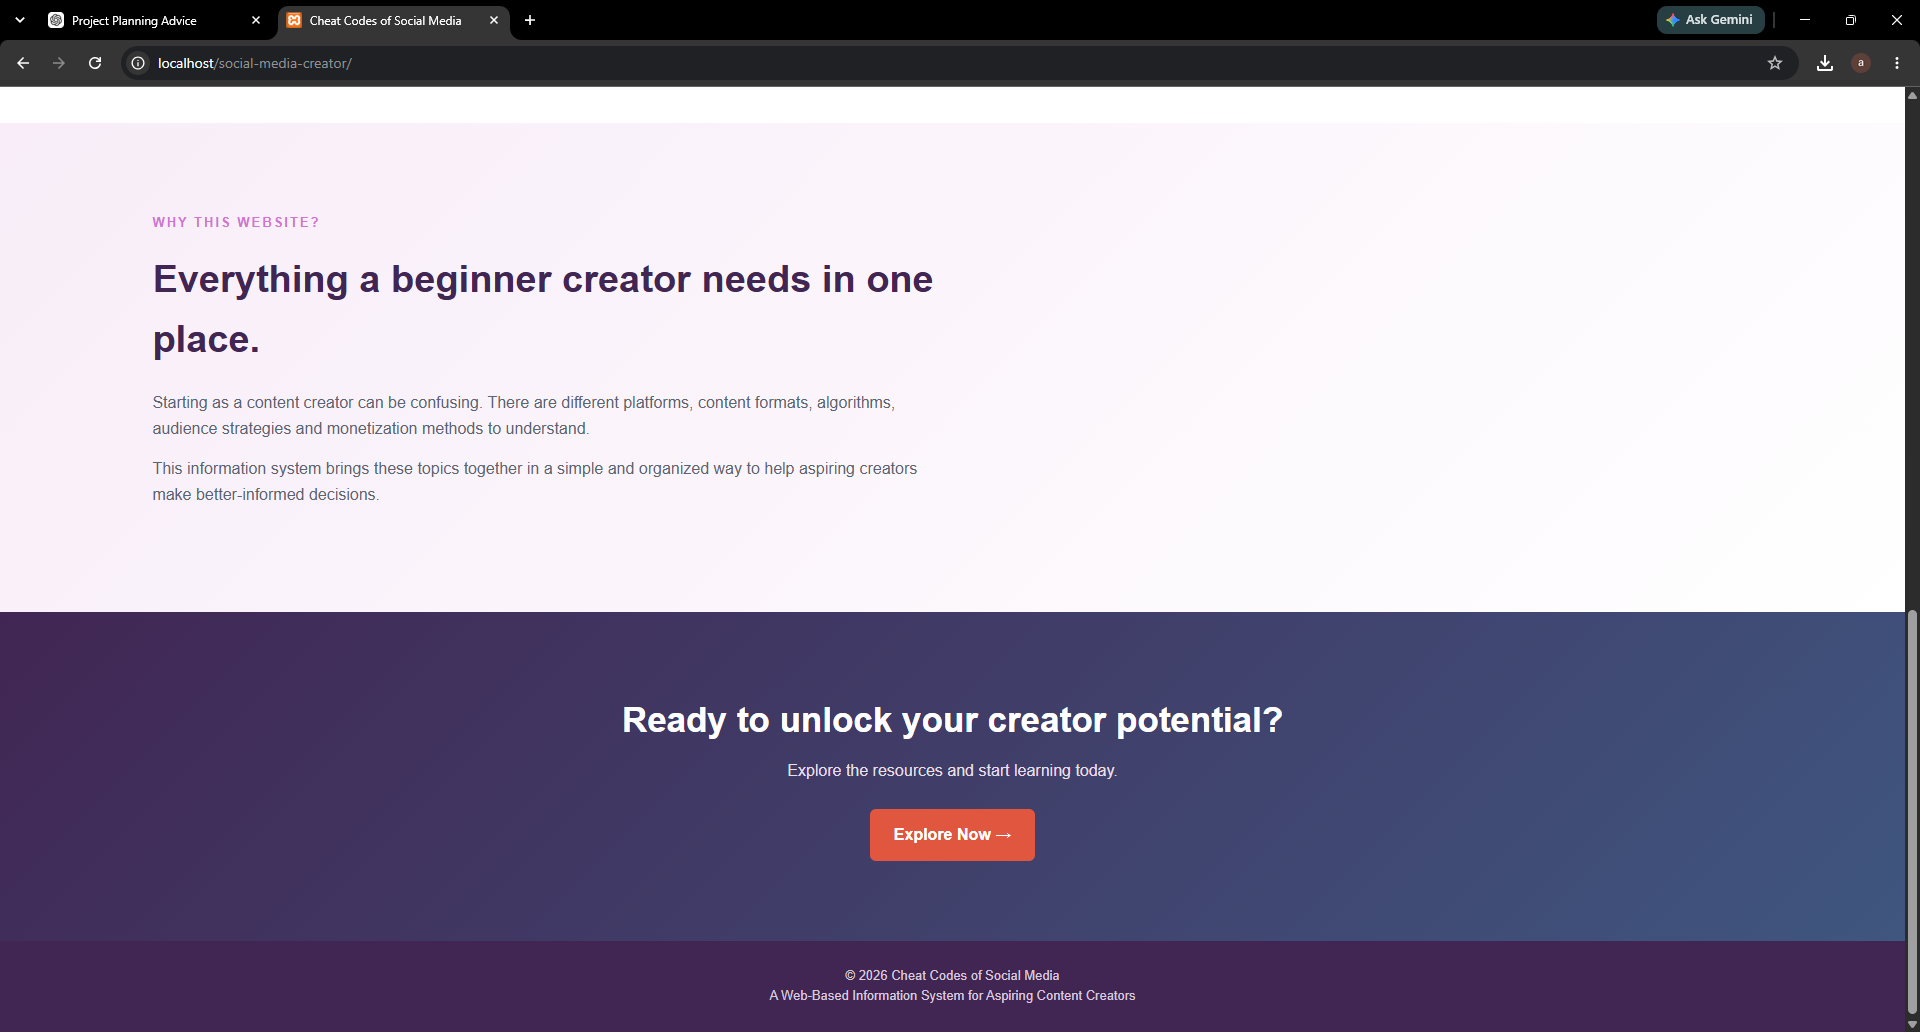 Project Planning Advice
Cheat Codes of Social Media
Ask Gemini
localhost/social-media-creator/
a
WHY THIS WEBSITE?
Everything a beginner creator needs in one
place.
Starting as a content creator can be confusing. There are different platforms, content formats, algorithms,
audience strategies and monetization methods to understand.
This information system brings these topics together in a simple and organized way to help aspiring creators
make better-informed decisions.
Ready to unlock your creator potential?
Explore the resources and start learning today.
Explore Now →
© 2026 Cheat Codes of Social Media
A Web-Based Information System for Aspiring Content Creators